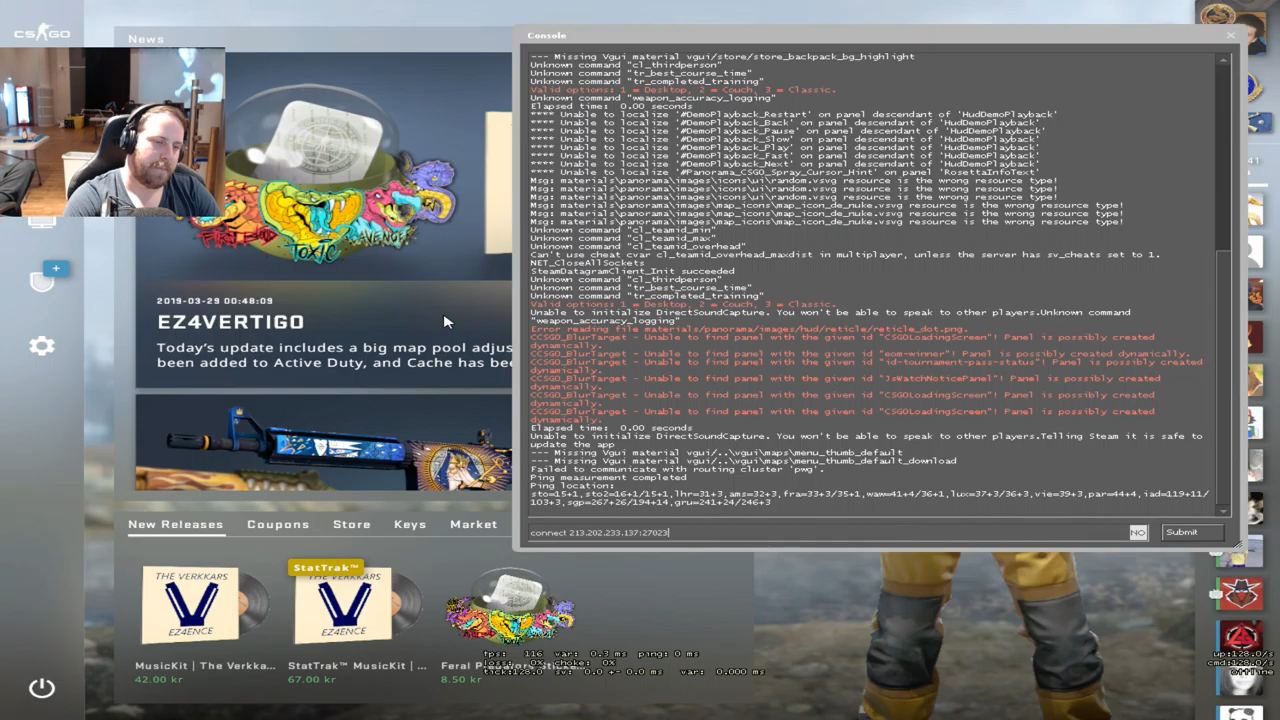 CS GO
News
Console
--- Missing Vgui material vgui/store/store_backpack_bg_highlight
Unknown command "cl_thirdperson"
Unknown command "tr_best_course_time"
Unknown command "tr_completed_training"
Valid options: 1 = Desktop, 2 = Couch, 3 = Classic.
Unknown command "weapon_accuracy_logging"
Elapsed time: 0.00 seconds
**** Unable to localize '#DemoPlayback_Restart' on panel descendant of 'HudDemoPlayback'
**** Unable to localize '#DemoPlayback_Back' on panel descendant of 'HudDemoPlayback'
**** Unable to localize '#DemoPlayback_Pause' on panel descendant of 'HudDemoPlayback'
**** Unable to localize '#DemoPlayback_Slow' on panel descendant of 'HudDemoPlayback'
**** Unable to localize '#DemoPlayback_Play' on panel descendant of 'HudDemoPlayback'
**** Unable to localize '#DemoPlayback_Fast' on panel descendant of 'HudDemoPlayback'
**** Unable to localize '#DemoPlayback_Next' on panel descendant of 'HudDemoPlayback'
**** Unable to localize '#Panorama_CSGO_Spray_Cursor_Hint' on panel 'RosettaInfoText'
Msg: materials\panorama\images\icons\ui\random.vsvg resource is the wrong resource type!
Msg: materials\panorama\images\icons\ui\random.vsvg resource is the wrong resource type!
Msg: materials\panorama\images\icons\ui\random.vsvg resource is the wrong resource type!
Msg: materials\panorama\images\map_icons\map_icon_de_nuke.vsvg resource is the wrong resource type!
Msg: materials\panorama\images\map_icons\map_icon_de_nuke.vsvg resource is the wrong resource type!
Msg: materials\panorama\images\map_icons\map_icon_de_nuke.vsvg resource is the wrong resource type!
Unknown command "cl_teamid_min"
Unknown command "cl_teamid_max"
Unknown command "cl_teamid_overhead"
Can't use cheat cvar cl_teamid_overhead_maxdist in multiplayer, unless the server has sv_cheats set to 1.
NET_CloseAllSockets
SteamDatagramClient_Init succeeded
Unknown command "cl_thirdperson"
Unknown command "tr_best_course_time"
Unknown command "tr_completed_training"
Valid options: 1 = Desktop, 2 = Couch, 3 = Classic.
Unable to initialize DirectSoundCapture. You won't be able to speak to other players.Unknown command
"weapon_accuracy_logging"
Error reading file materials/panorama/images/hud/reticle/reticle_dot.png.
CCSGO_BlurTarget - Unable to find panel with the given id "CSGOLoadingScreen"! Panel is possibly created
dynamically.
CCSGO_BlurTarget - Unable to find panel with the given id "eom-winner"! Panel is possibly created dynamically.
CCSGO_BlurTarget - Unable to find panel with the given id "id-tournament-pass-status"! Panel is possibly created
dynamically.
CCSGO_BlurTarget - Unable to find panel with the given id "JsWatchNoticePanel"! Panel is possibly created
dynamically.
CCSGO_BlurTarget - Unable to find panel with the given id "CSGOLoadingScreen"! Panel is possibly created
dynamically.
CCSGO_BlurTarget - Unable to find panel with the given id "CSGOLoadingScreen"! Panel is possibly created
dynamically.
Elapsed time: 0.00 seconds
Unable to initialize DirectSoundCapture. You won't be able to speak to other players.Telling Steam it is safe to
update the app
--- Missing Vgui material vgui/..\vgui\maps\menu_thumb_default
--- Missing Vgui material vgui/..\vgui\maps\menu_thumb_default_download
Failed to communicate with routing cluster 'pwg'.
Ping measurement completed
Ping location:
sto=15+1,sto2=16+1/15+1,lhr=31+3,ams=32+3,fra=33+3/35+1,waw=41+4/36+1,lux=37+3/36+3,vie=39+3,par=44+4,iad=119+11/
103+3,sgp=267+26/194+14,gru=241+24/246+3
connect 213.202.233.137:27023
NO
Submit
TOXIC
2019-03-29 00:48:09
EZ4VERTIGO
Today's update includes a big map pool adjus
been added to Active Duty, and Cache has bee
New Releases
Coupons
Store
Keys
Market
THE VERKKARS
EZ4ENCE
StatTrak™
THE VERKKARS
EZ4ENCE
MusicKit | The Verkka...
42.00 kr
StatTrak™ MusicKit | ...
67.00 kr
8.50 kr
fps: 116 var: 0.3 ms ping: 0 ms
loss: 0% choke: 0%
up:128.0/s
cmd:128.0/s
offline